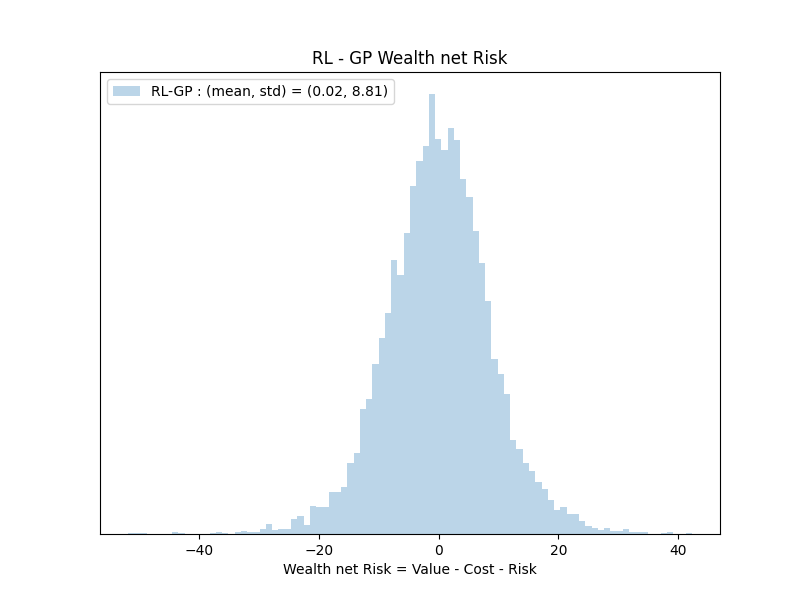 RL - GP Wealth net Risk
RL-GP : (mean, std) = (0.02, 8.81)
−40 −20 0 20 40
Wealth net Risk = Value - Cost - Risk